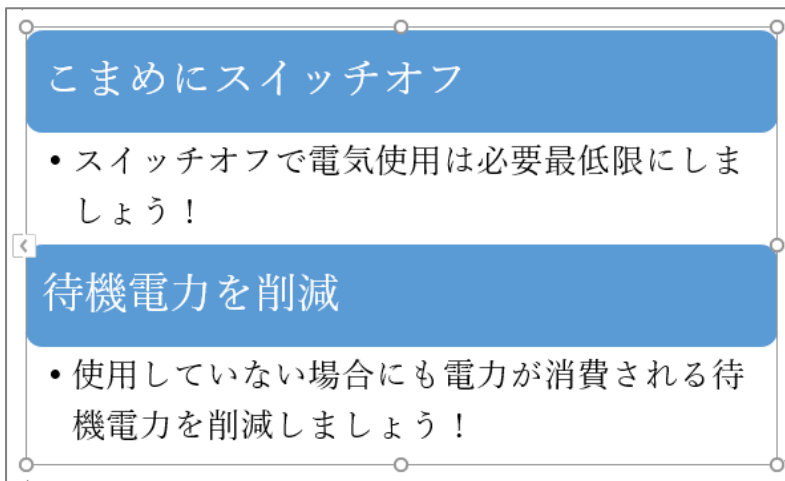 こまめにスイッチオフ
• スイッチオフで電気使用は必要最低限にしま
しょう！
待機電力を削減
• 使用していない場合にも電力が消費される待
機電力を削減しましょう！